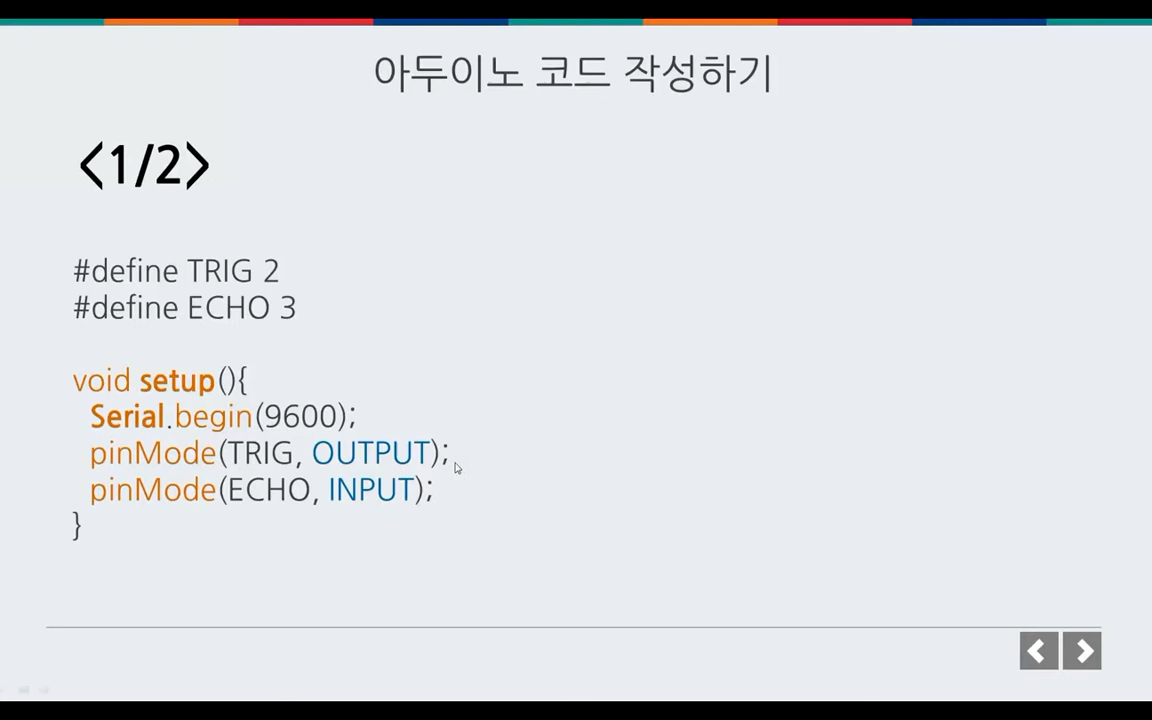 아두이노 코드 작성하기
<1/2>
#define TRIG 2
#define ECHO 3
void setup(){
Serial.begin(9600);
pinMode(TRIG, OUTPUT);
pinMode(ECHO, INPUT);
}